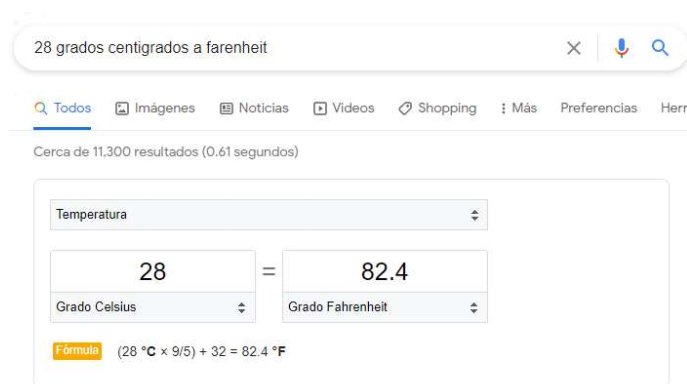 28 grados centigrados a farenheit
Todos Imágenes Noticias Videos Shopping Más Preferencias Herr
Cerca de 11,300 resultados (0.61 segundos)
Temperatura
28 = 82.4
Grado Celsius Grado Fahrenheit
Fórmula (28 °C × 9/5) + 32 = 82.4 °F